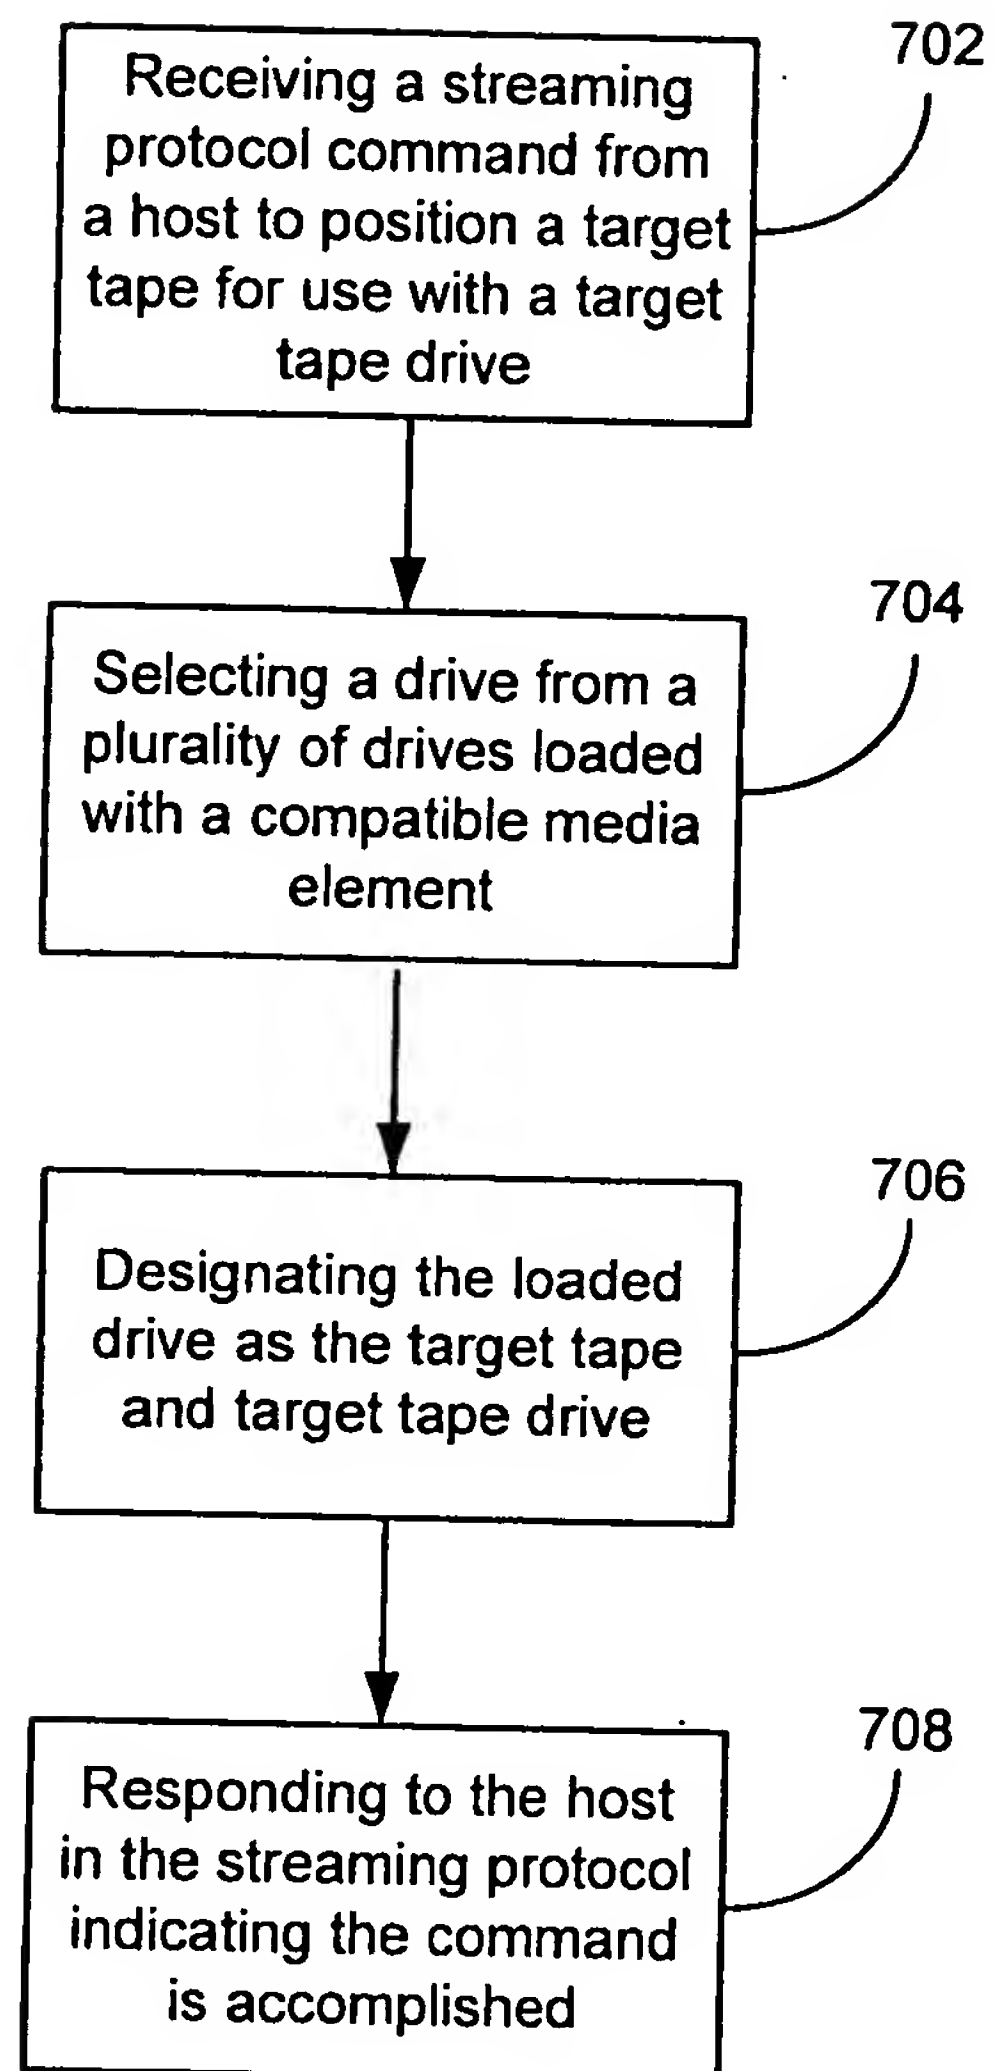 702
Receiving a streaming
protocol command from
a host to position a target
tape for use with a target
tape drive
704
Selecting a drive from a
plurality of drives loaded
with a compatible media
element
706
Designating the loaded
drive as the target tape
and target tape drive
708
Responding to the host
in the streaming protocol
indicating the command
is accomplished